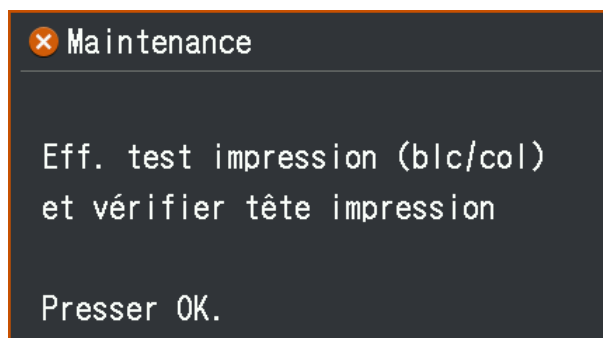 Maintenance
Eff. test impression (blc/col)
et vérifier tête impression
Presser OK.